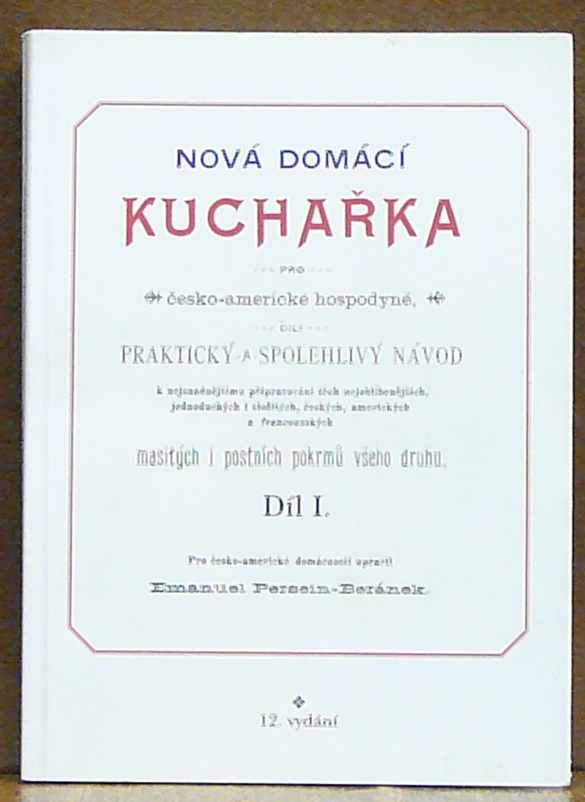 NOVÁ DOMÁCÍ
KUCHAŘKA
PRO
česko-americké hospodyně,
ČILI
PRAKTICKÝ A SPOLEHLIVÝ NÁVOD
k nejsnadnějšímu připravování těch nejoblíbenějších,
jednoduchých i složitých, českých, amerických
a francouzských
masitých i postních pokrmů všeho druhu.
Díl I.
Pro česko-americké domácnosti upravil
Emanuel Persein-Beránek.
12. vydání